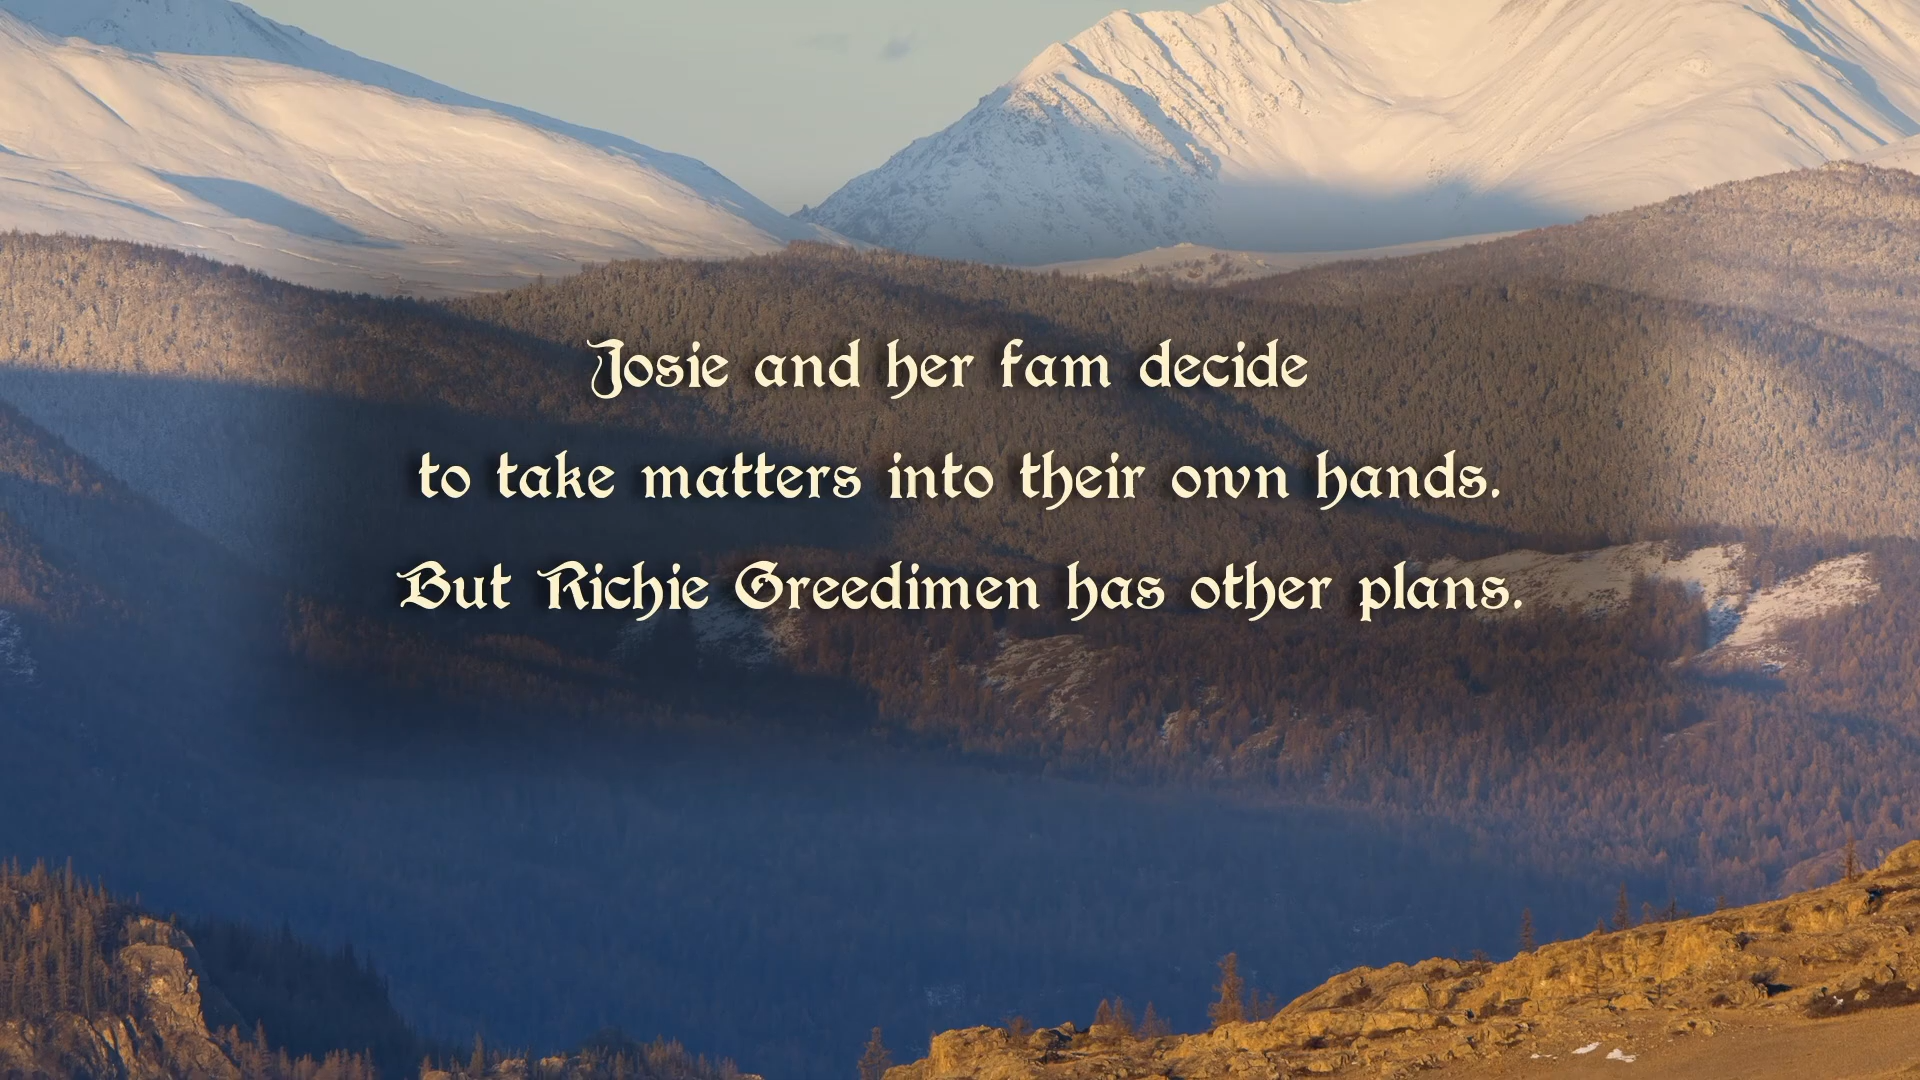 Josie and her fam decide
to take matters into their own hands.
But Richie Greedimen has other plans.